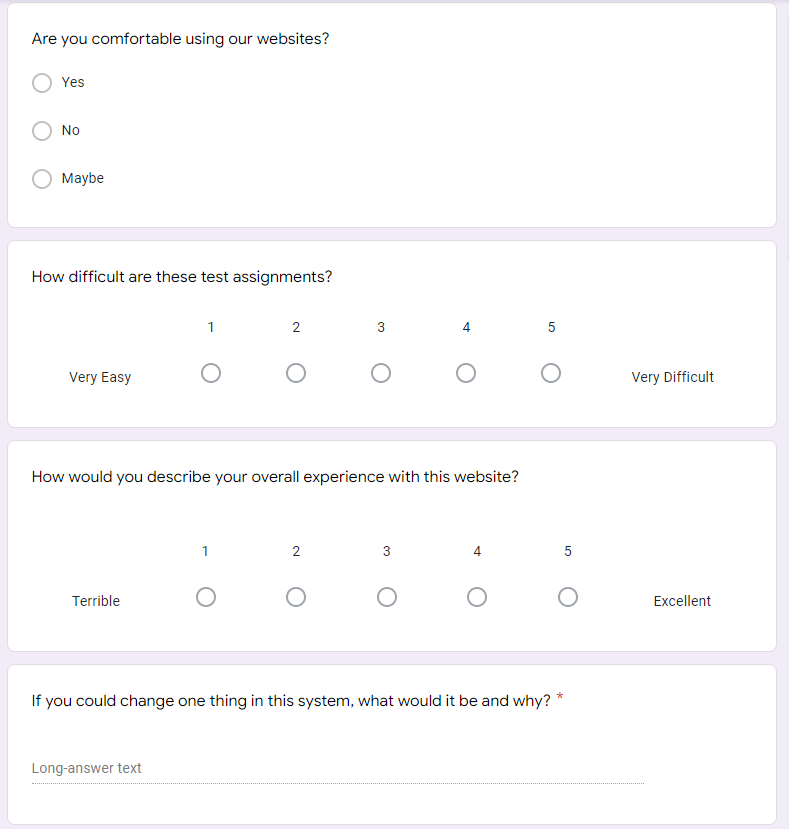 Are you comfortable using our websites?
Yes
No
Maybe
How difficult are these test assignments?
1 2 3 4 5
Very Easy Very Difficult
How would you describe your overall experience with this website?
1 2 3 4 5
Terrible Excellent
If you could change one thing in this system, what would it be and why? *
Long-answer text